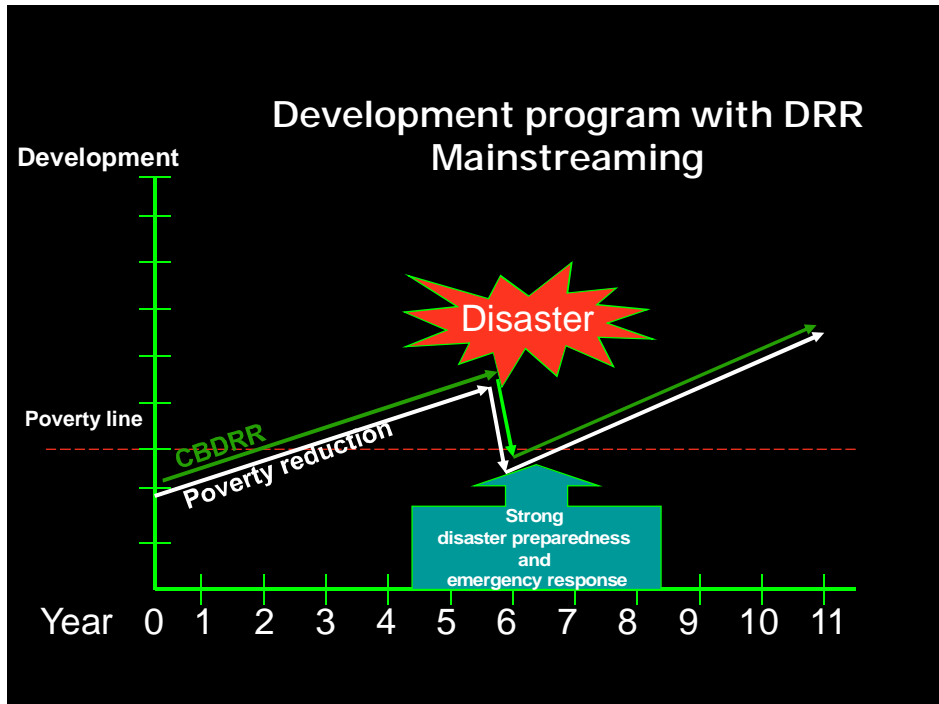 Development program with DRR
Mainstreaming
Development
Disaster
Poverty line
CBDRR
Poverty reduction
Strong
disaster preparedness
and
emergency response
Year 0 1 2 3 4 5 6 7 8 9 10 11